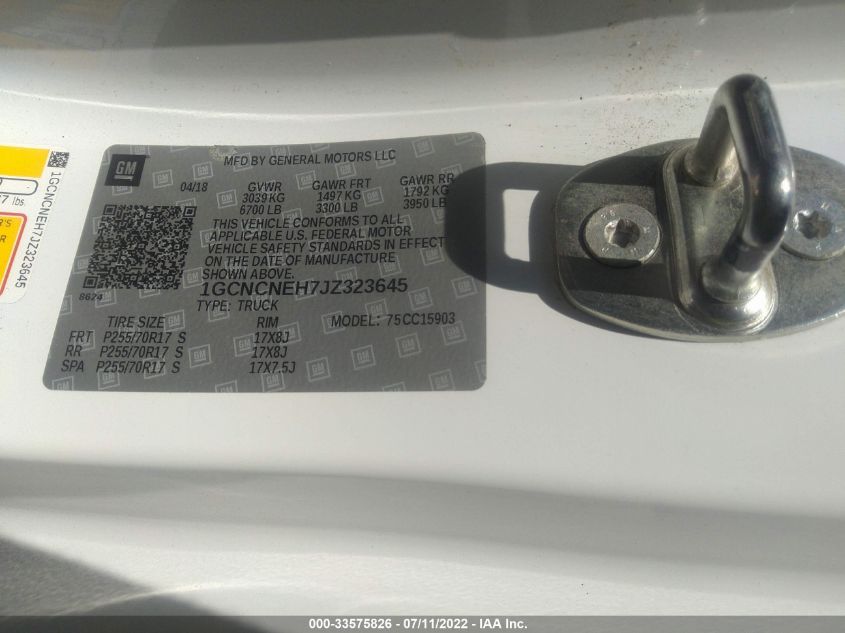 GM
MFD BY GENERAL MOTORS LLC
04/18 GVWR GAWR FRT GAWR RR
3039 KG 1497 KG 1792 KG
6700 LB 3300 LB 3950 LB
THIS VEHICLE CONFORMS TO ALL
APPLICABLE U.S. FEDERAL MOTOR
VEHICLE SAFETY STANDARDS IN EFFECT
ON THE DATE OF MANUFACTURE
SHOWN ABOVE.
8624
1GCNCNEH7JZ323645
TYPE: TRUCK
TIRE SIZE RIM MODEL: 75CC15903
FRT P255/70R17 S 17X8J
RR P255/70R17 S 17X8J
SPA P255/70R17 S 17X7.5J
1GCNCNEH7JZ323645
lbs.
000-33575826 - 07/11/2022 - IAA Inc.